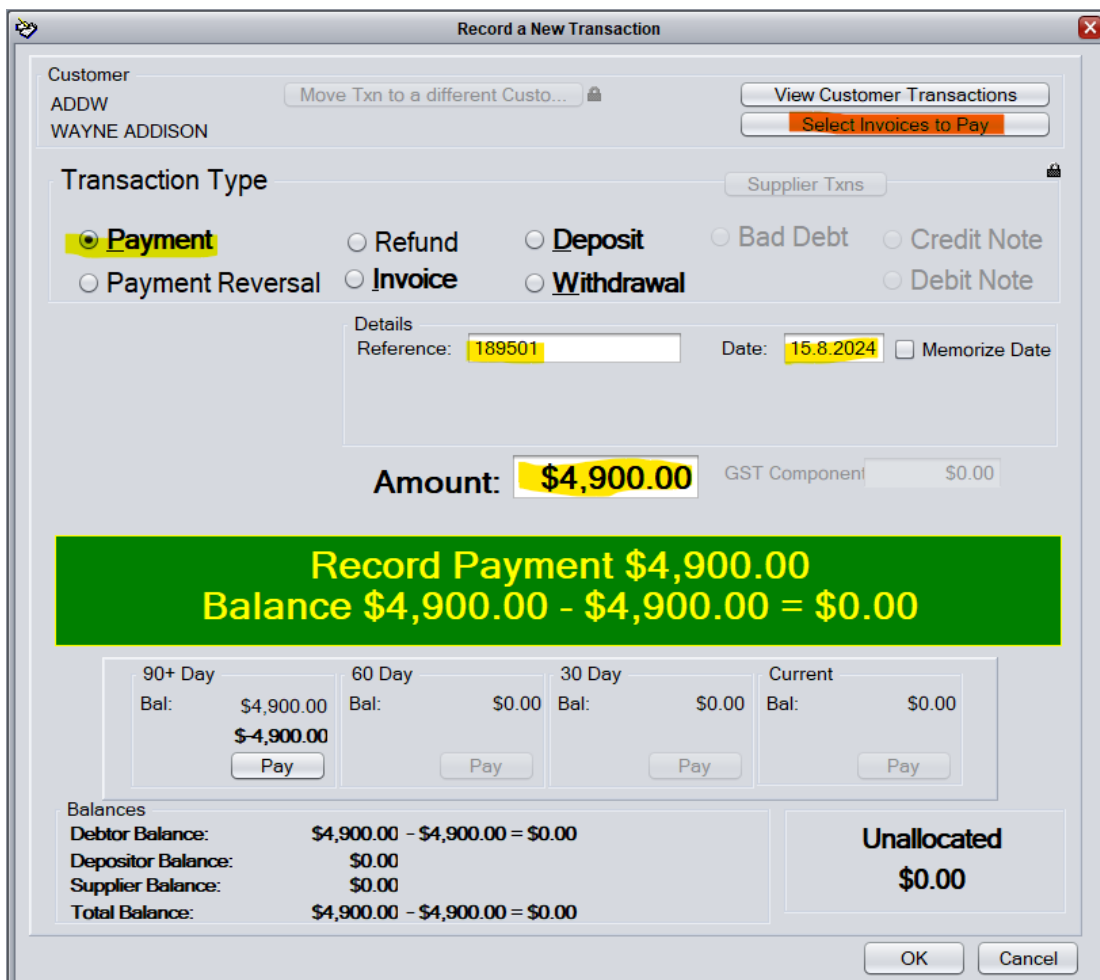 Record a New Transaction
Customer
ADDW
Move Txn to a different Custo...
View Customer Transactions
WAYNE ADDISON
Select Invoices to Pay
Transaction Type
Supplier Txns
Payment
Refund
Deposit
Bad Debt
Credit Note
Payment Reversal
Invoice
Withdrawal
Debit Note
Details
Reference: 189501
Date: 15.8.2024
Memorize Date
Amount: $4,900.00
GST Component $0.00
Record Payment $4,900.00
Balance $4,900.00 - $4,900.00 = $0.00
90+ Day
Bal: $4,900.00
$-4,900.00
Pay
60 Day
Bal: $0.00
Pay
30 Day
Bal: $0.00
Pay
Current
Bal: $0.00
Pay
Balances
Debtor Balance: $4,900.00 - $4,900.00 = $0.00
Depositor Balance: $0.00
Supplier Balance: $0.00
Total Balance: $4,900.00 - $4,900.00 = $0.00
Unallocated
$0.00
OK
Cancel